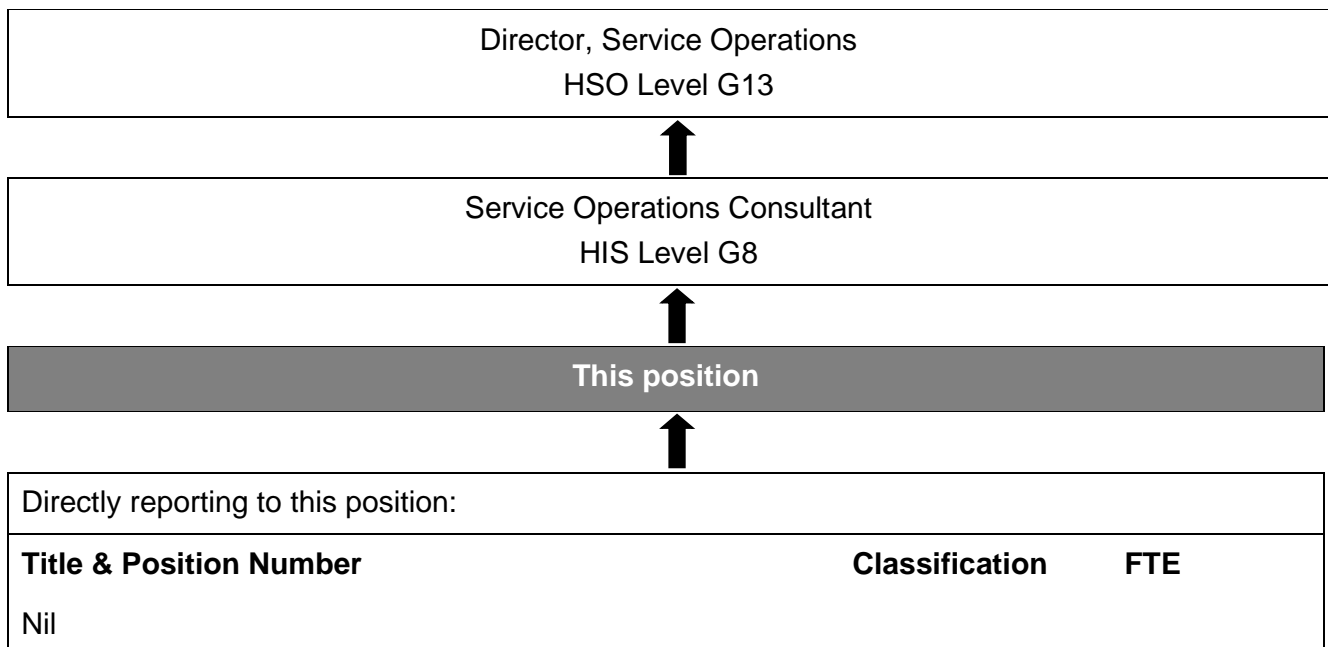 Director, Service Operations
HSO Level G13
Service Operations Consultant
HIS Level G8
This position
Directly reporting to this position:
Title & Position Number Classification FTE
Nil